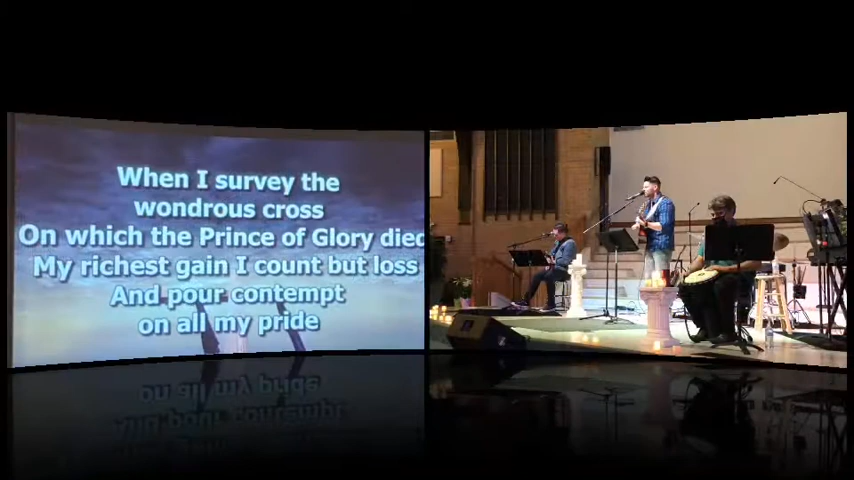 When I survey the
wondrous cross
On which the Prince of Glory died
My richest gain I count but loss
And pour contempt
on all my pride